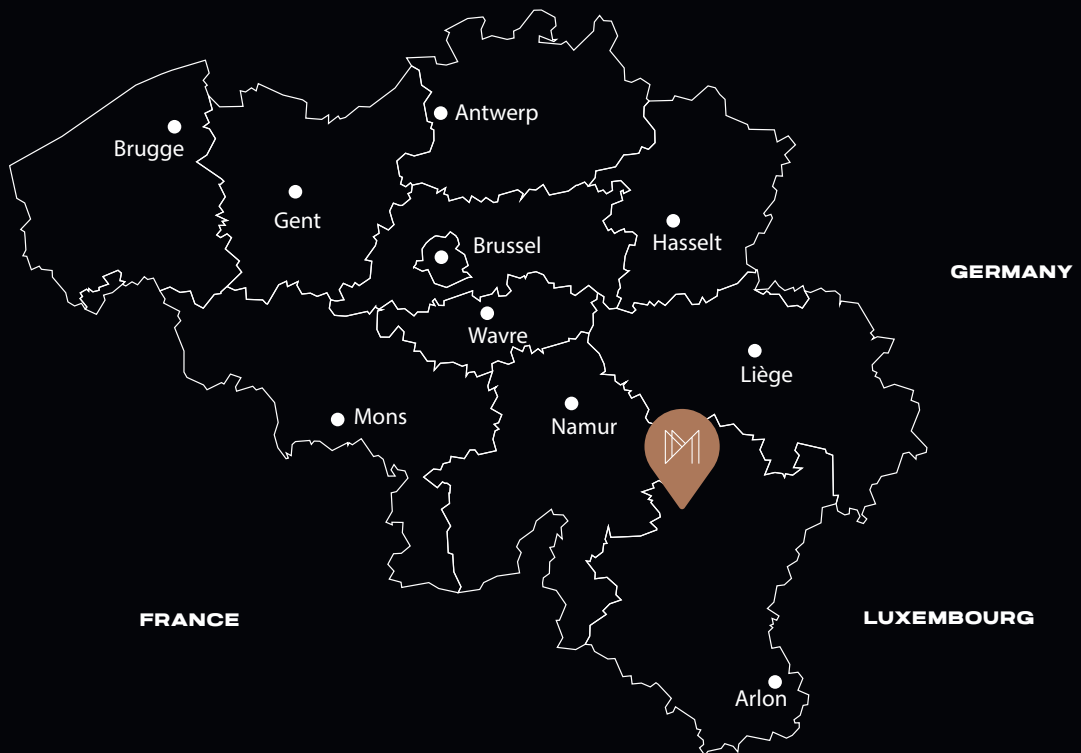 Antwerp
Brugge
Gent
Brussel
Hasselt
GERMANY
Wavre
Liège
Mons
Namur
FRANCE
LUXEMBOURG
Arlon